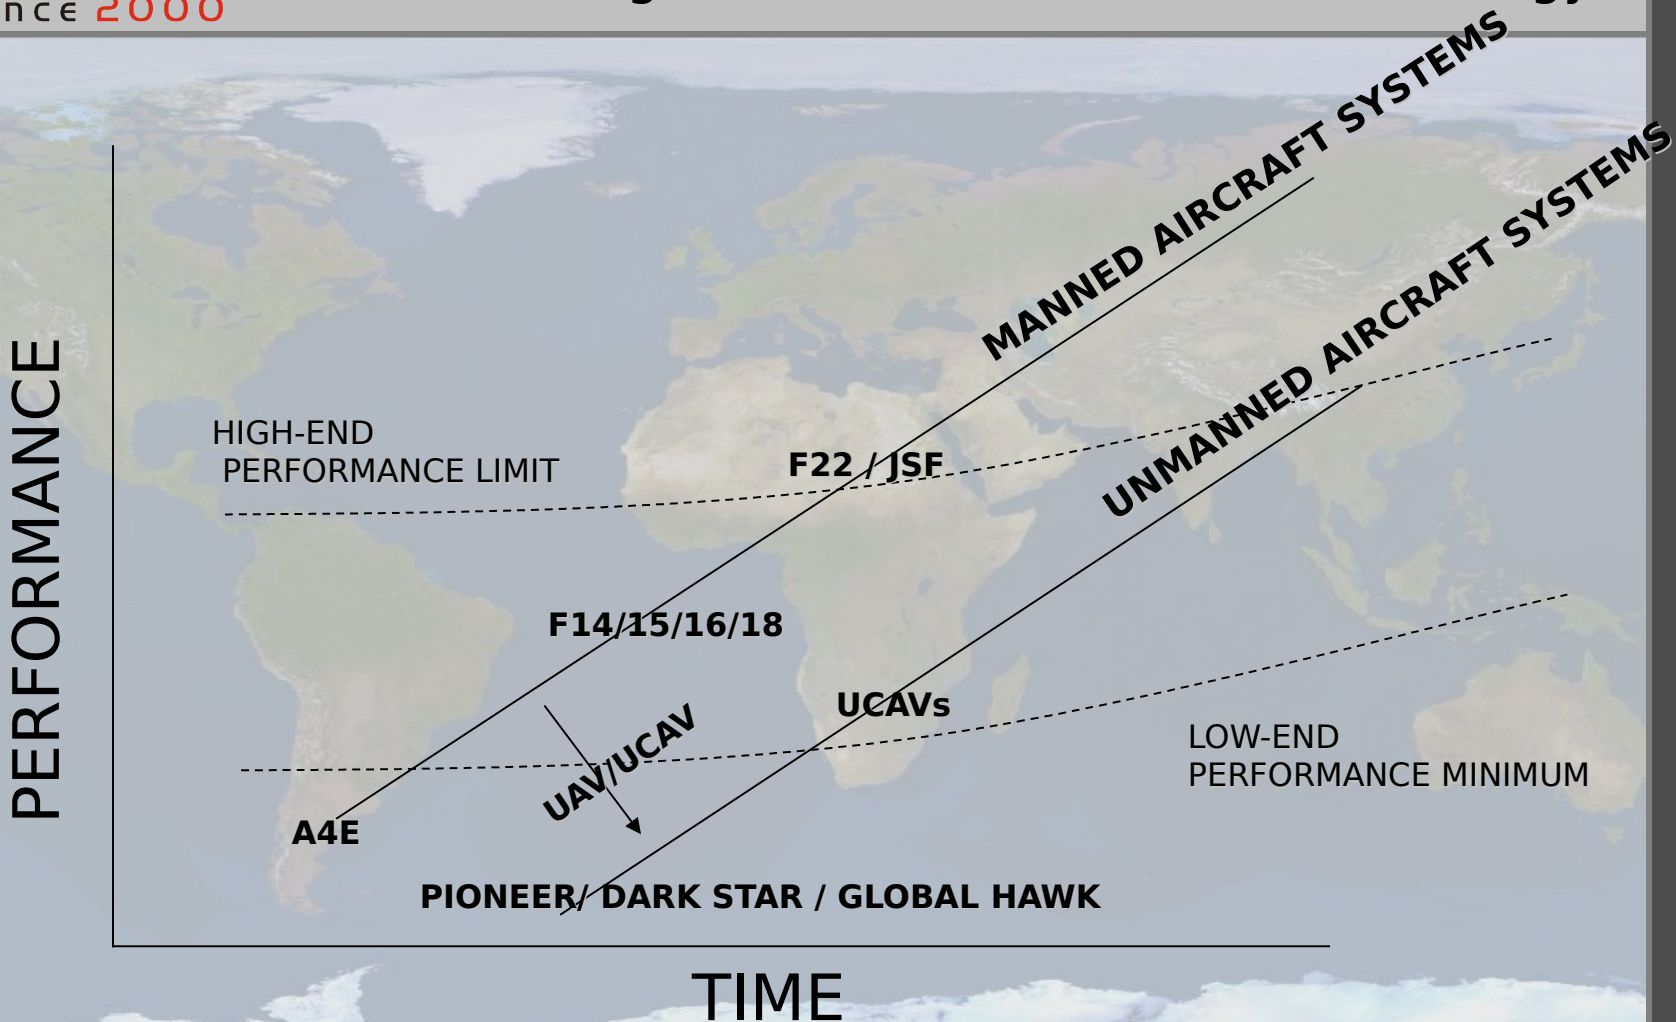 2000
MANNED AIRCRAFT SYSTEMS
UNMANNED AIRCRAFT SYSTEMS
PERFORMANCE
HIGH-END
PERFORMANCE LIMIT
F22 / JSF
F14/15/16/18
UCAVs
UAV/UCAV
LOW-END
PERFORMANCE MINIMUM
A4E
PIONEER/ DARK STAR / GLOBAL HAWK
TIME